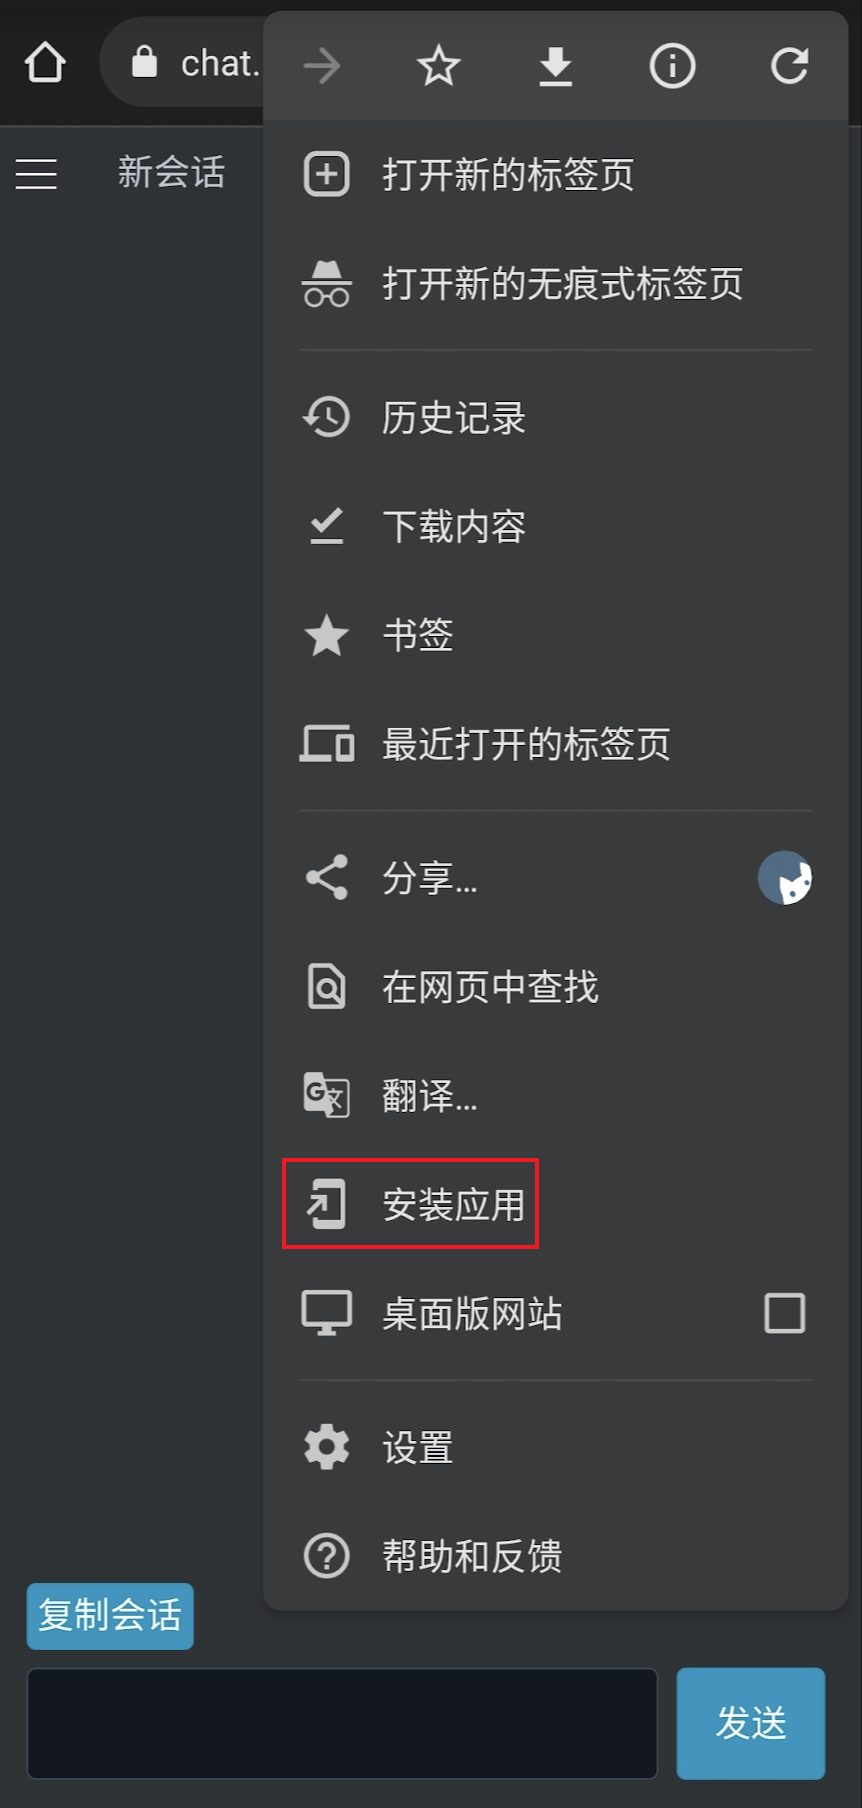 chat.
新会话
打开新的标签页
打开新的无痕式标签页
历史记录
下载内容
书签
最近打开的标签页
分享...
在网页中查找
翻译...
安装应用
桌面版网站
设置
帮助和反馈
复制会话
发送